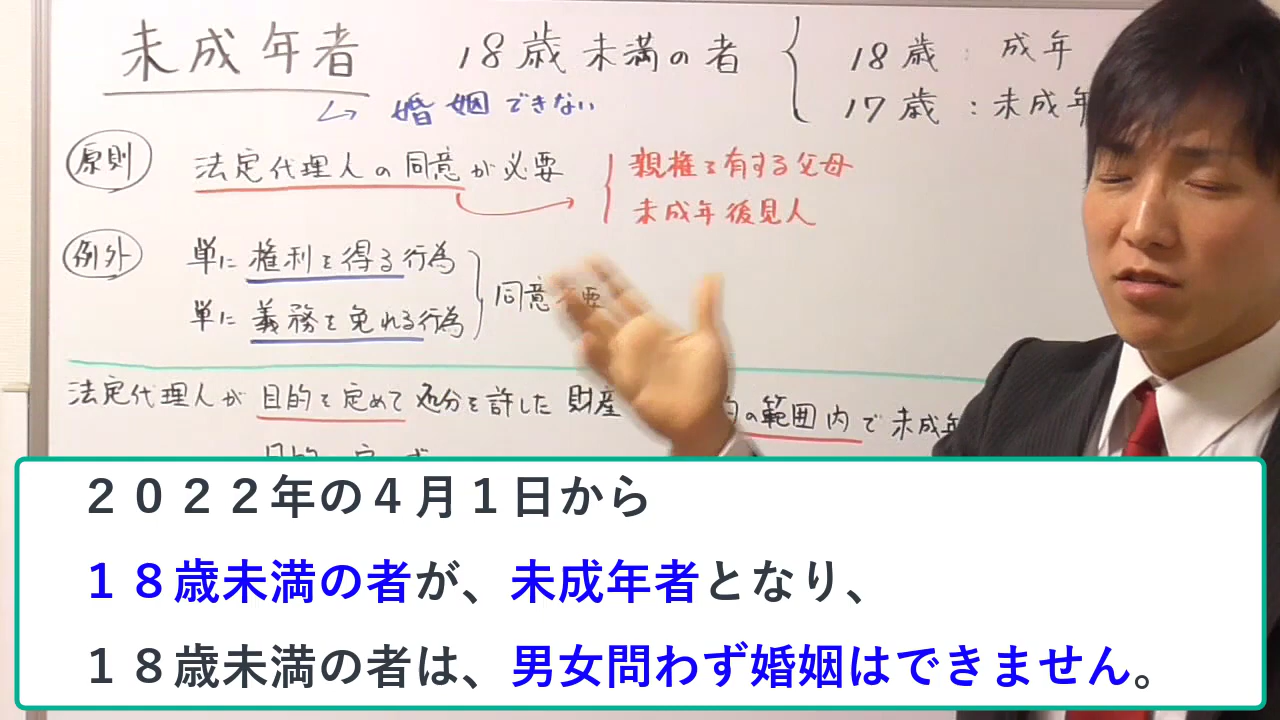 未成年者 18歳未満の者 18歳：成年
17歳：未成年
↳ 婚姻できない
原則 法定代理人の同意が必要 親権を有する父母
未成年後見人
例外 単に権利を得る行為
単に義務を免れる行為
同意不要
法定代理人が目的を定めて処分を許した財産 の範囲内で未成年
２０２２年の４月１日から
１８歳未満の者が、未成年者となり、
１８歳未満の者は、男女問わず婚姻はできません。